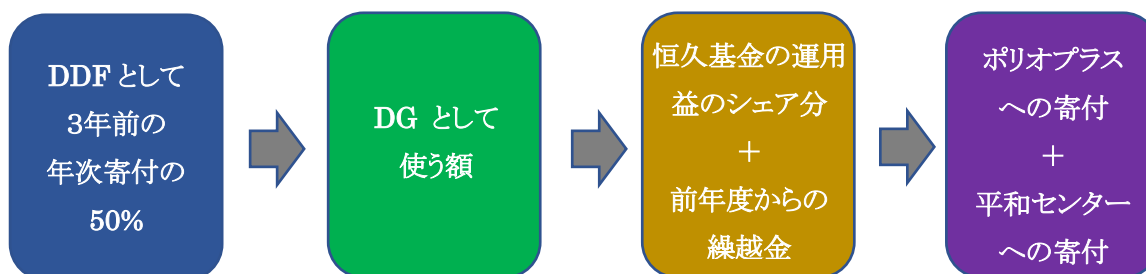 DDF として
３年前の
年次寄付の
50%
DG として
使う額
恒久基金の運用
益のシェア分
＋
前年度からの
繰越金
ポリオプラス
への寄付
＋
平和センター
への寄付